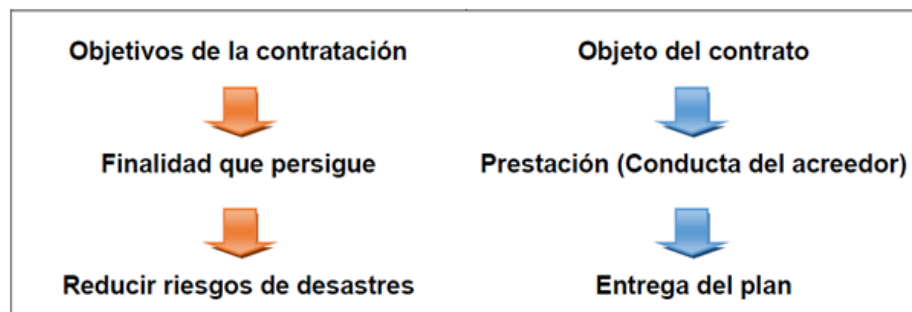 Objetivos de la contratación
Objeto del contrato
Finalidad que persigue
Prestación (Conducta del acreedor)
Reducir riesgos de desastres
Entrega del plan